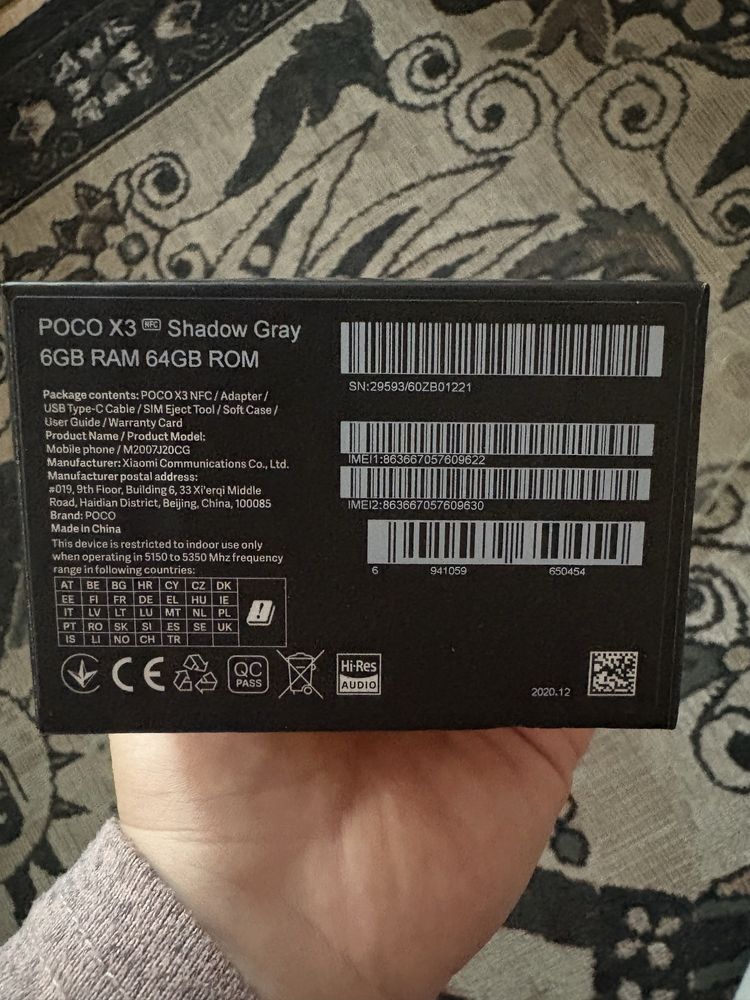 POCO X3 NFC Shadow Gray
6GB RAM 64GB ROM
Package contents: POCO X3 NFC / Adapter /
USB Type-C Cable / SIM Eject Tool / Soft Case /
User Guide / Warranty Card
Product Name / Product Model:
Mobile phone / M2007J20CG
Manufacturer: Xiaomi Communications Co., Ltd.
Manufacturer postal address:
#019, 9th Floor, Building 6, 33 Xi'erqi Middle
Road, Haidian District, Beijing, China, 100085
Brand: POCO
Made in China
This device is restricted to indoor use only
when operating in 5150 to 5350 Mhz frequency
range in following countries:
AT BE BG HR CY CZ DK
EE FI FR DE EL HU IE
IT LV LT LU MT NL PL
PT RO SK SI ES SE UK
IS LI NO CH TR
CE
QC
PASS
Hi-Res
AUDIO
SN:29593/60ZB01221
IMEI1:863667057609622
IMEI2:863667057609630
6 941059 650454
2020.12